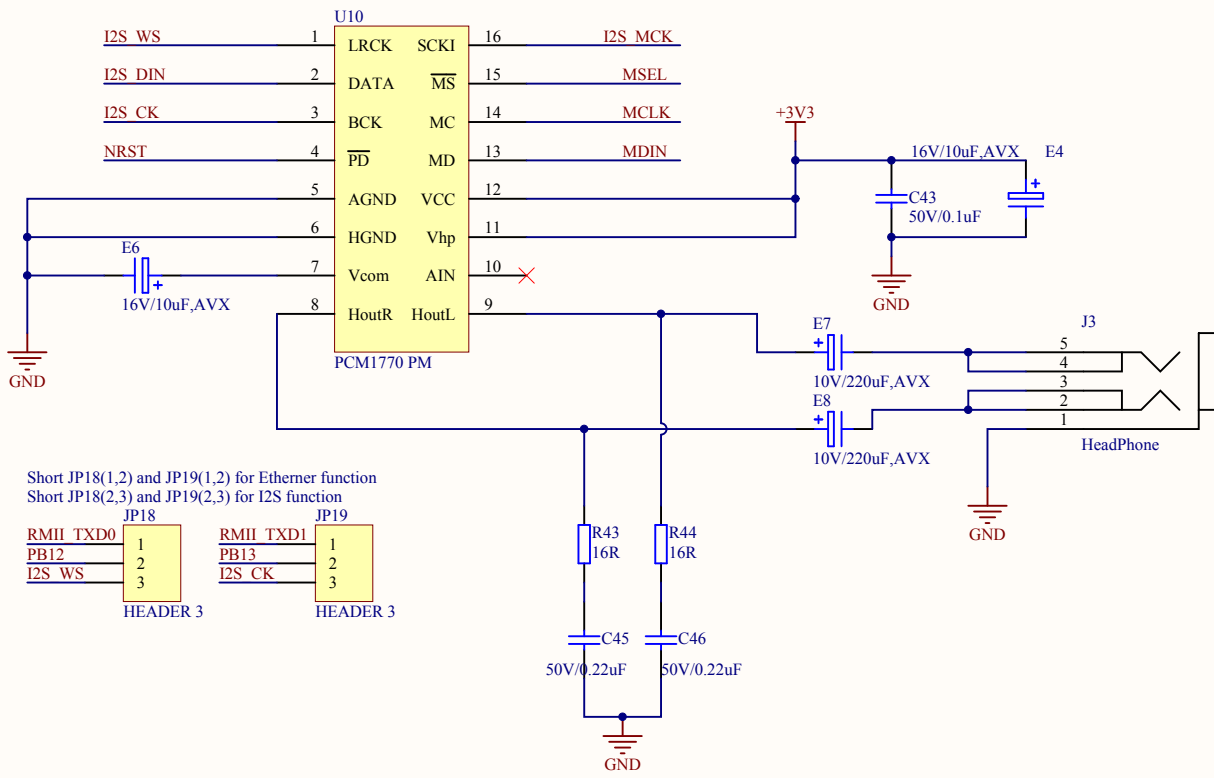 U10
I2S_WS 1 LRCK SCKI 16 I2S_MCK
I2S_DIN 2 DATA MS 15 MSEL
I2S_CK 3 BCK MC 14 MCLK
+3V3
NRST 4 PD MD 13 MDIN
16V/10uF,AVX E4
5 AGND VCC 12
C43
50V/0.1uF
6 HGND Vhp 11
E6
7 Vcom AIN 10
16V/10uF,AVX
GND
8 HoutR HoutL 9
E7
J3
GND
PCM1770 PM
10V/220uF,AVX
5
4
3
2
1
E8
HeadPhone
10V/220uF,AVX
Short JP18(1,2) and JP19(1,2) for Etherner function
Short JP18(2,3) and JP19(2,3) for I2S function
JP18 JP19
RMII_TXD0 1 RMII_TXD1 1
PB12 2 PB13 2
I2S_WS 3 I2S_CK 3
HEADER 3 HEADER 3
R43 R44
16R 16R
GND
C45 C46
50V/0.22uF 50V/0.22uF
GND